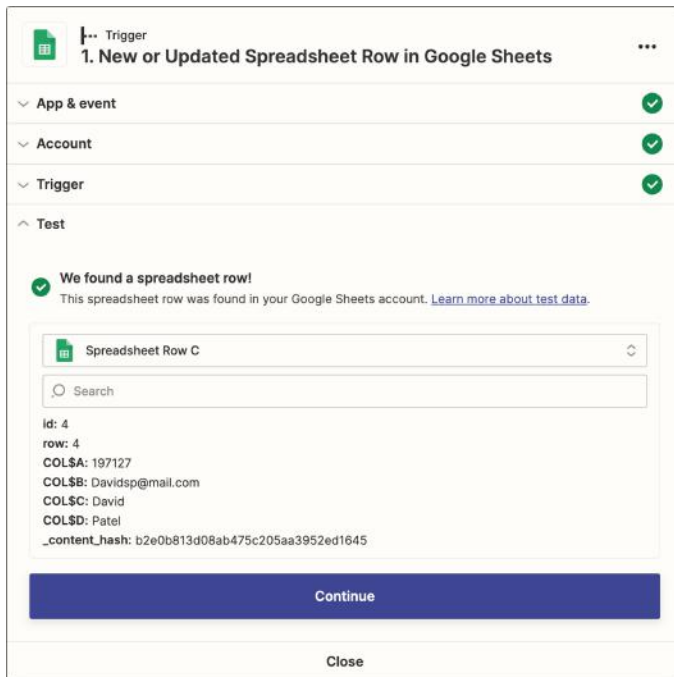 Trigger
1. New or Updated Spreadsheet Row in Google Sheets
App & event
Account
Trigger
Test
We found a spreadsheet row!
This spreadsheet row was found in your Google Sheets account. Learn more about test data.
Spreadsheet Row C
Search
id: 4
row: 4
COL$A: 197127
COL$B: Davidsp@mail.com
COL$C: David
COL$D: Patel
_content_hash: b2e0b813d08ab475c205aa3952ed1645
Continue
Close